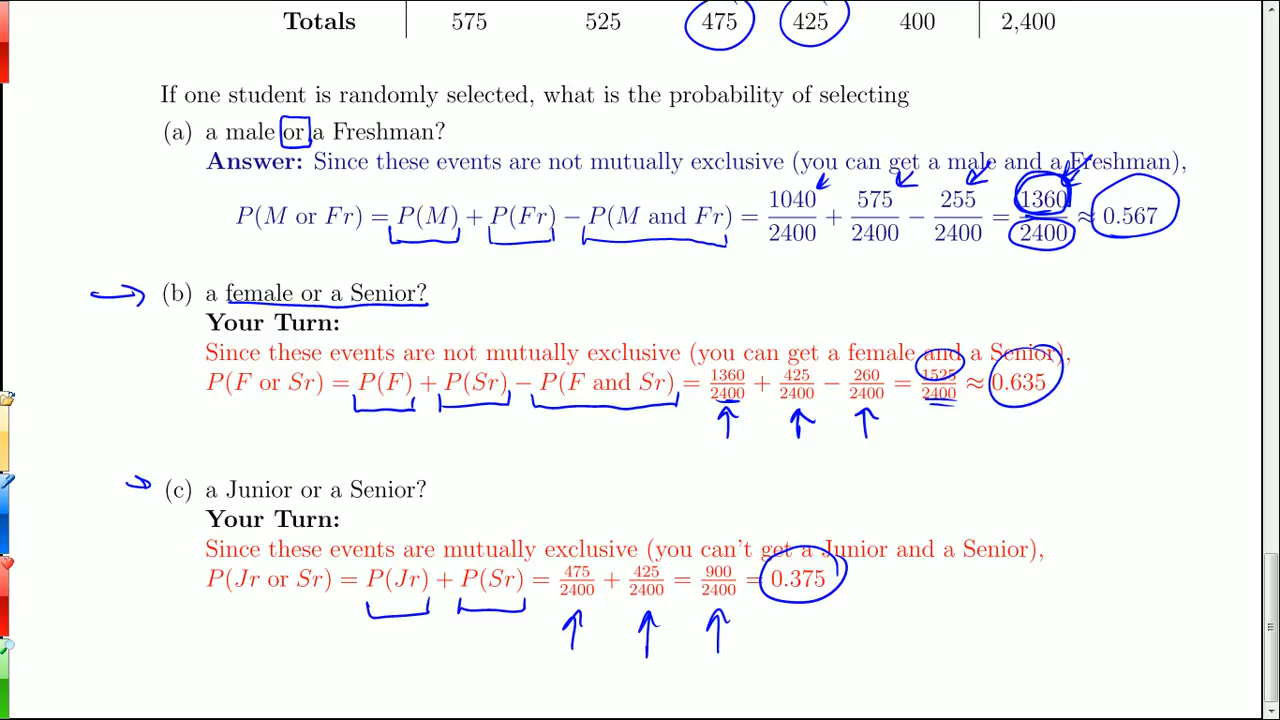 Totals 575 525 475 425 400 2,400
If one student is randomly selected, what is the probability of selecting
(a) a male or a Freshman?
Answer: Since these events are not mutually exclusive (you can get a male and a Freshman),
P(M or Fr) = P(M) + P(Fr) − P(M and Fr) = 1040/2400 + 575/2400 − 255/2400 = 1360/2400 ≈ 0.567
(b) a female or a Senior?
Your Turn:
Since these events are not mutually exclusive (you can get a female and a Senior),
P(F or Sr) = P(F) + P(Sr) − P(F and Sr) = 1360/2400 + 425/2400 − 260/2400 = 1525/2400 ≈ 0.635
(c) a Junior or a Senior?
Your Turn:
Since these events are mutually exclusive (you can't get a Junior and a Senior),
P(Jr or Sr) = P(Jr) + P(Sr) = 475/2400 + 425/2400 = 900/2400 = 0.375